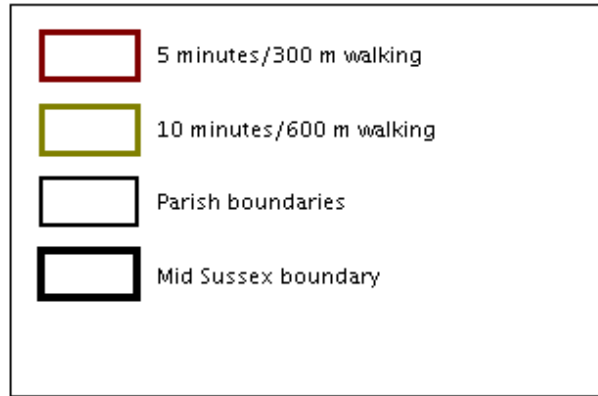 5 minutes/300 m walking
10 minutes/600 m walking
Parish boundaries
Mid Sussex boundary